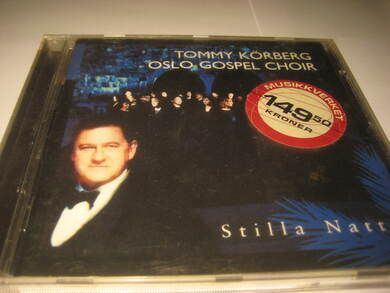 TOMMY KÖRBERG
OSLO GOSPEL CHOIR
MUSIKKVERKET
149 50
KRONER
Stilla Natt